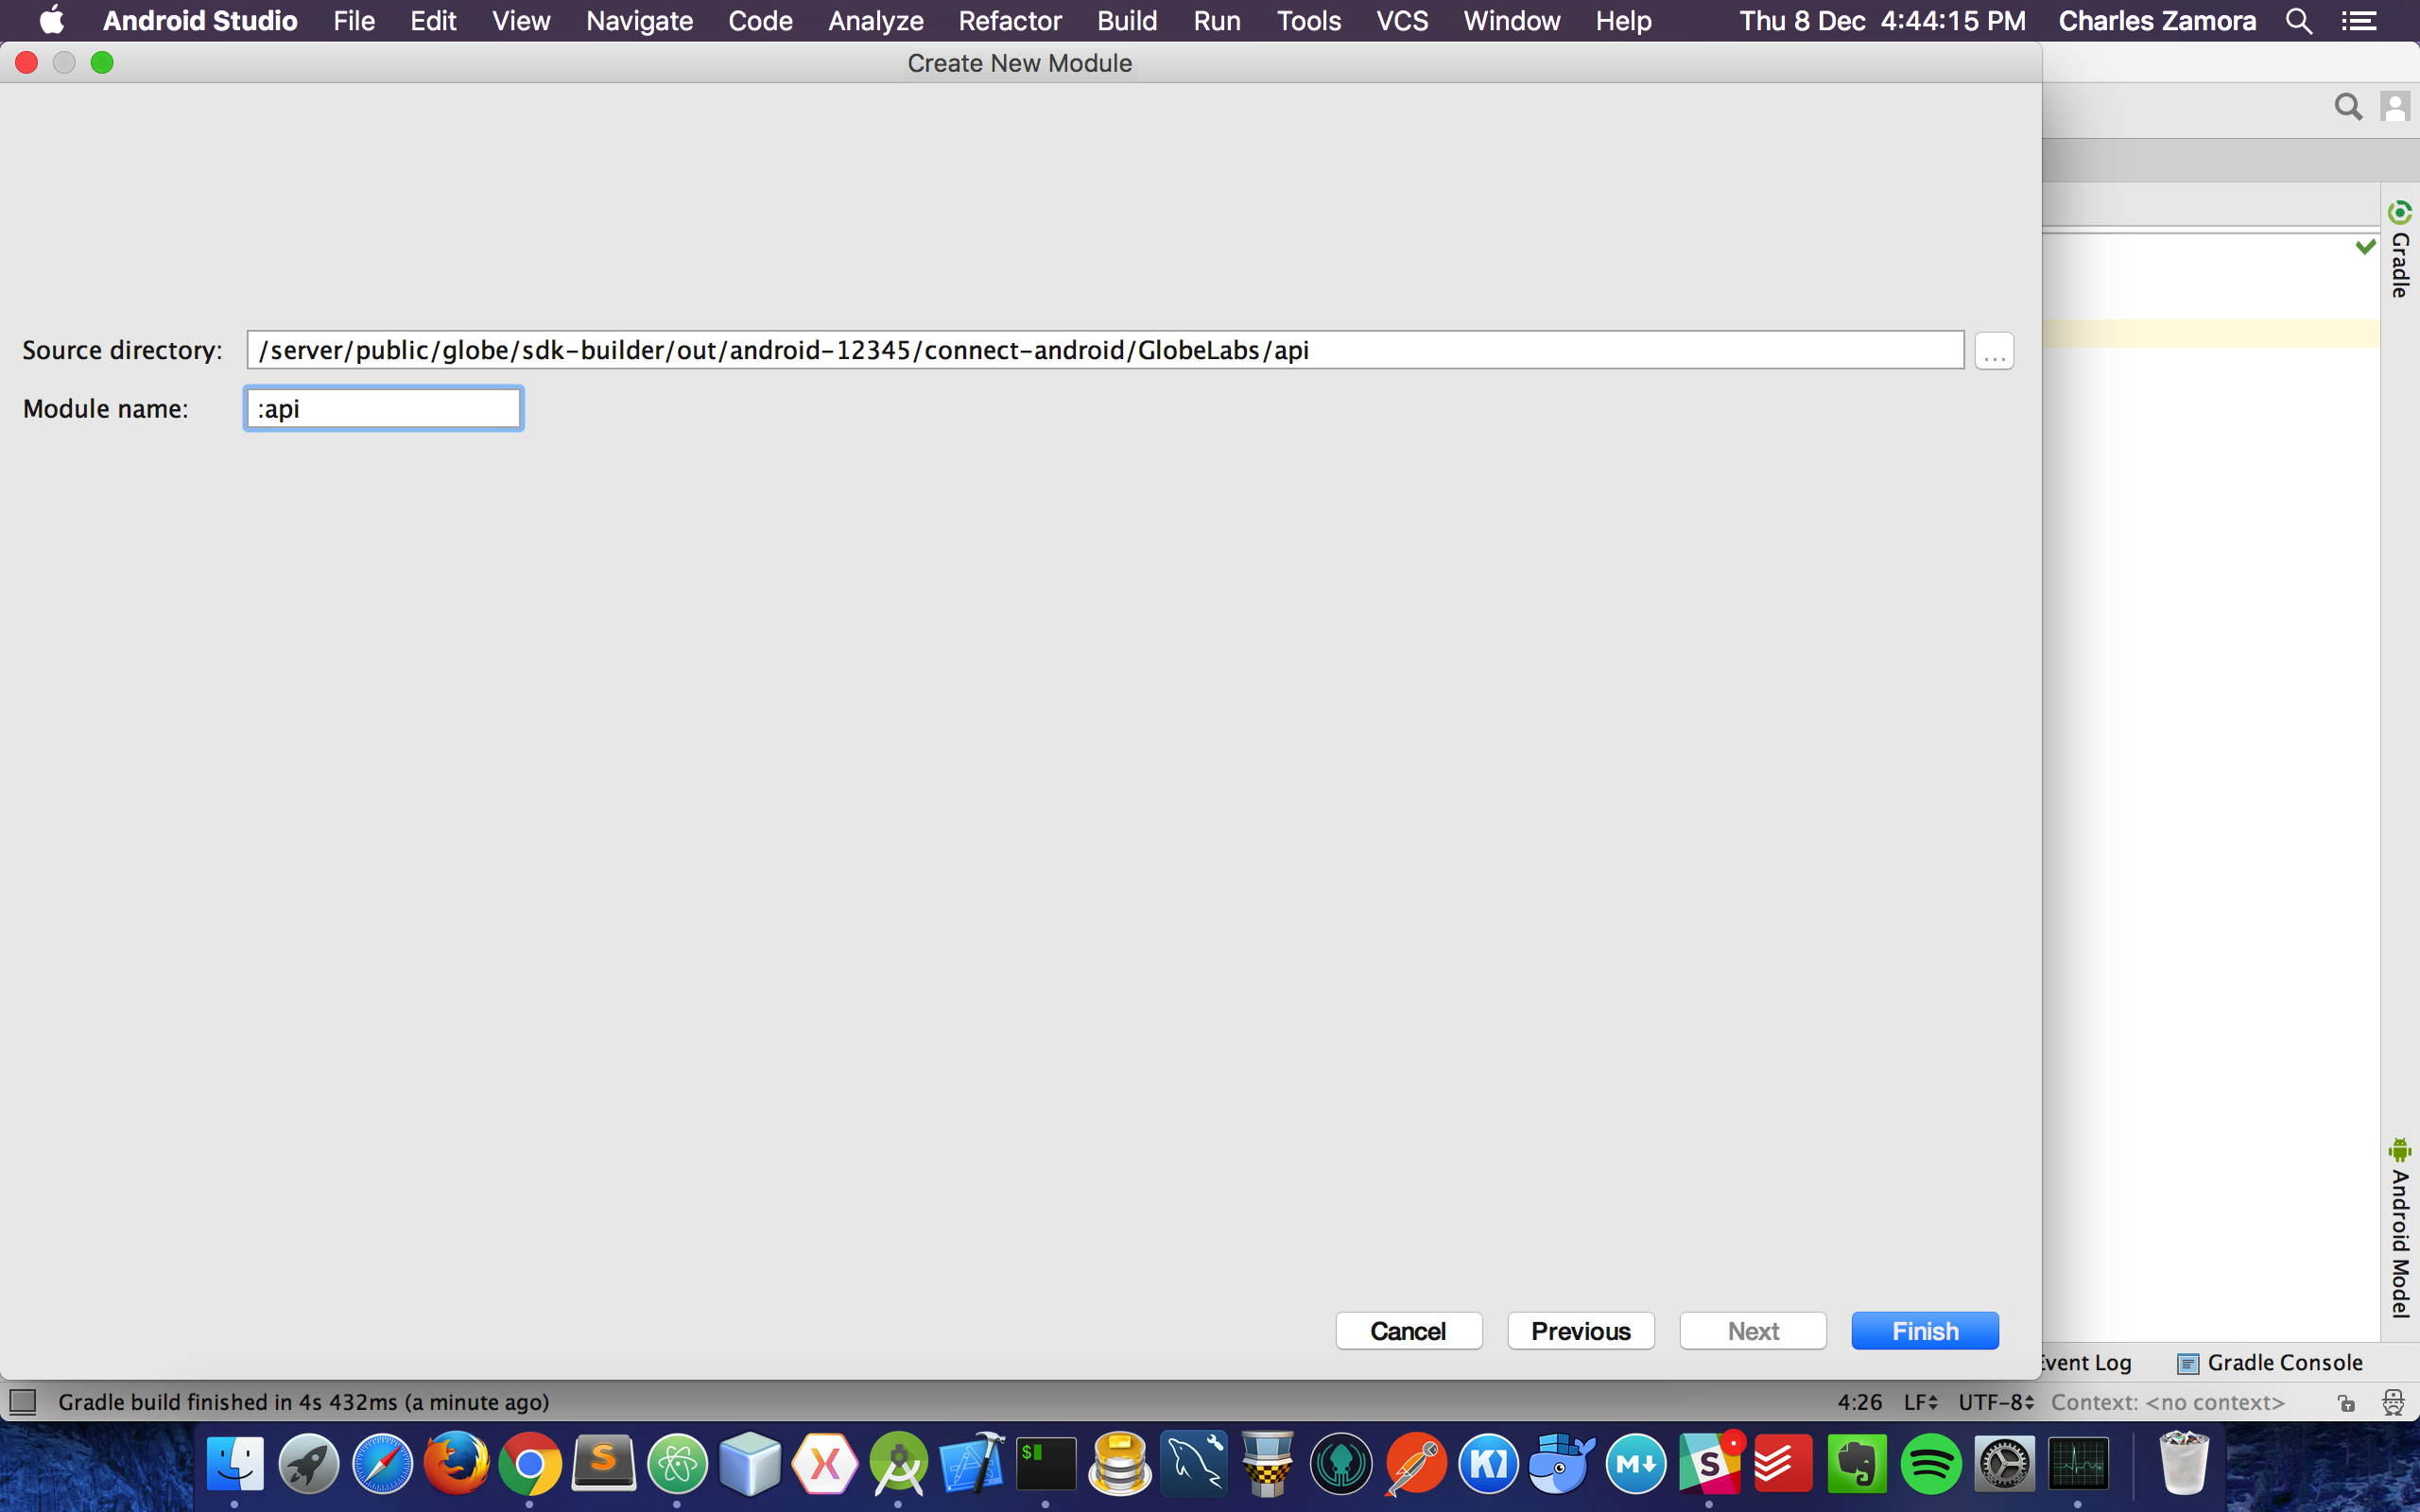 Android Studio File Edit View Navigate Code Analyze Refactor Build Run Tools VCS Window Help Thu 8 Dec 4:44:15 PM Charles Zamora
Create New Module
Gradle
Source directory: /server/public/globe/sdk-builder/out/android-12345/connect-android/GlobeLabs/api ...
Module name: :api
Android Model
Cancel Previous Next Finish
vent Log Gradle Console
Gradle build finished in 4s 432ms (a minute ago) 4:26 LF UTF-8 Context: <no context>
S $ X K M S